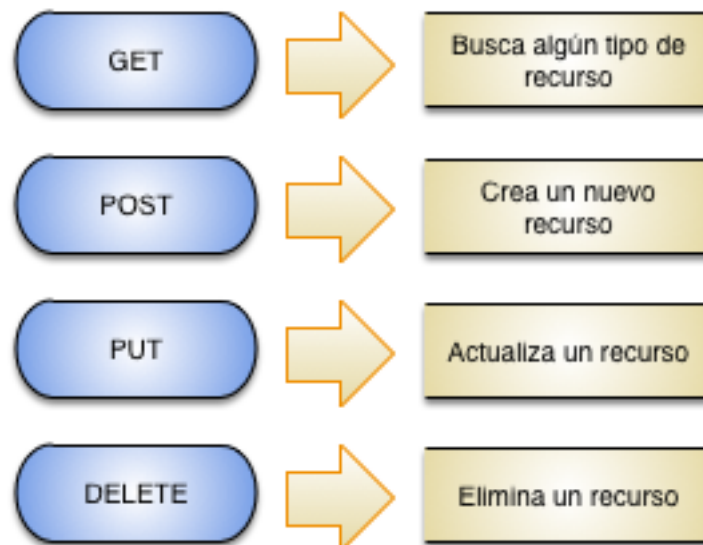 GET
Busca algún tipo de
recurso
POST
Crea un nuevo
recurso
PUT
Actualiza un recurso
DELETE
Elimina un recurso